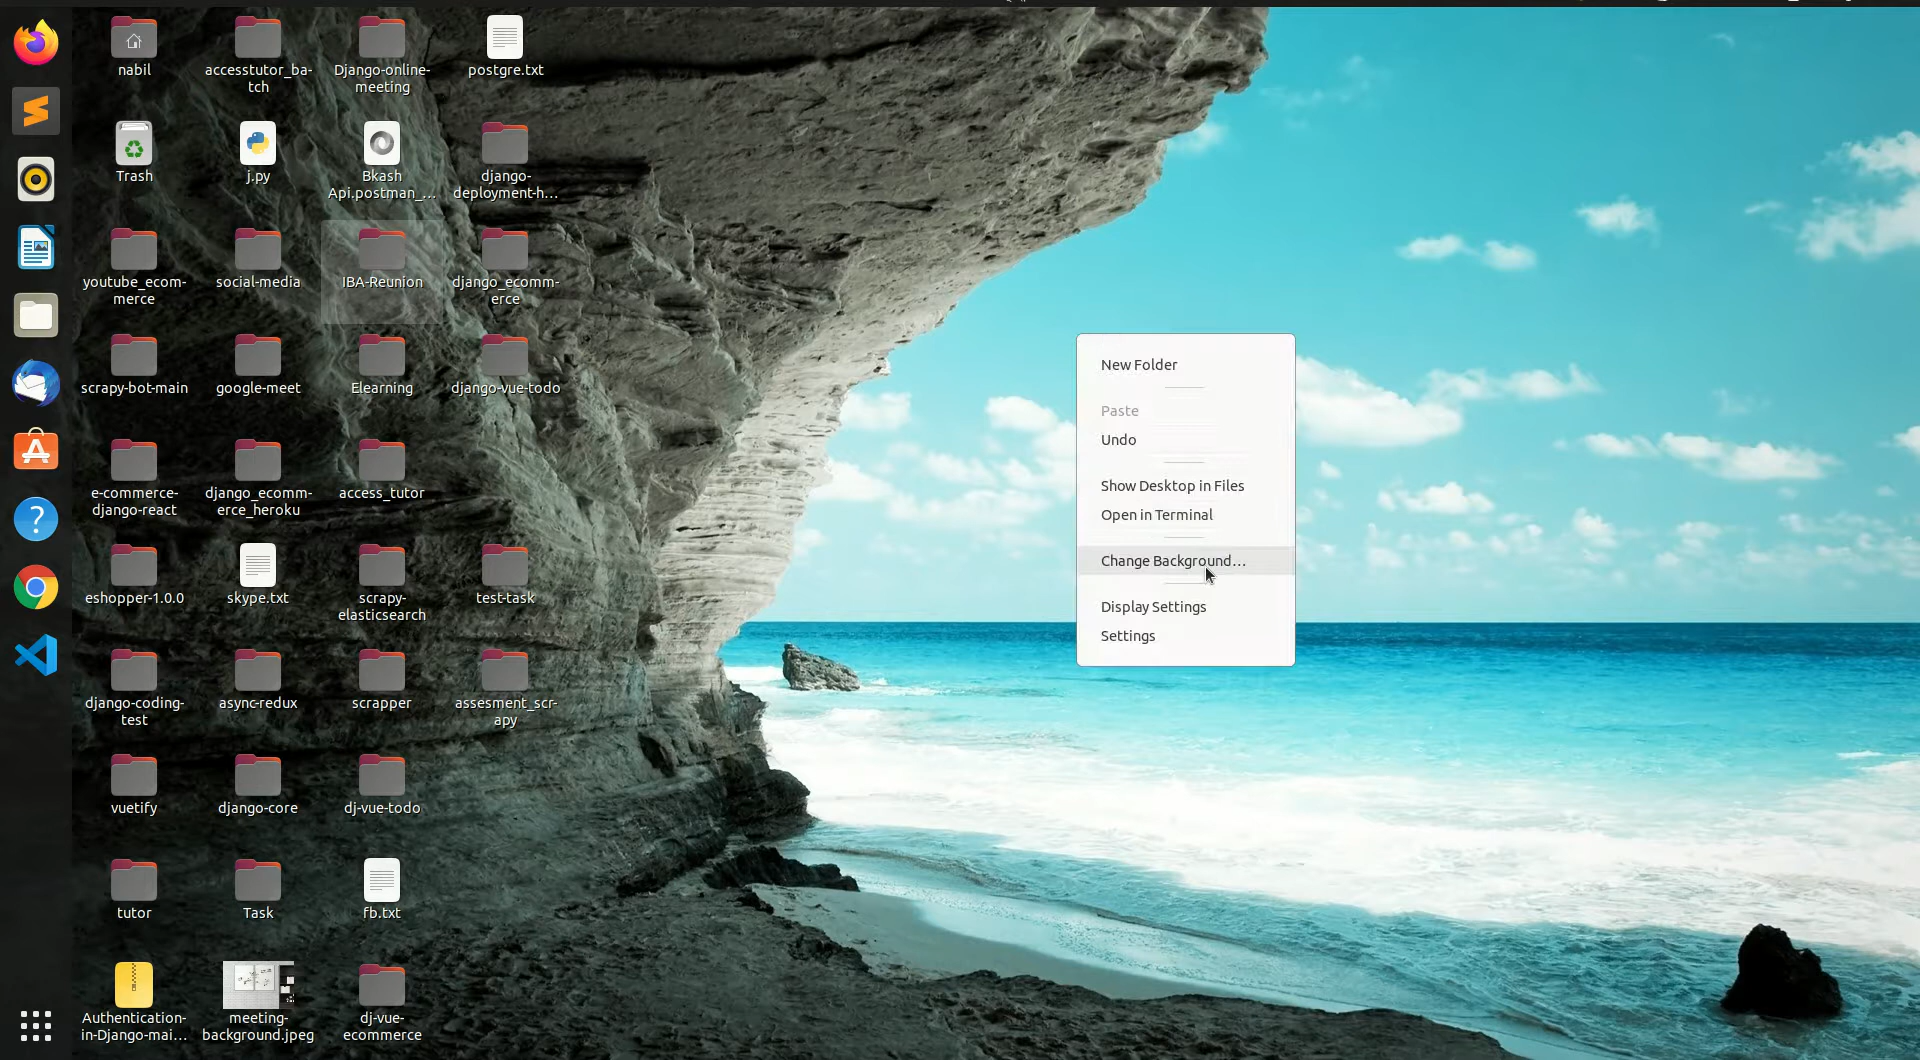 nabil
accesstutor_ba-
tch
Django-online-
meeting
postgre.txt
Trash
j.py
Bkash
Api.postman_...
django-
deployment-h...
youtube_ecom-
merce
social-media
IBA-Reunion
django_ecomm-
erce
scrapy-bot-main
google-meet
Elearning
django-vue-todo
e-commerce-
django-react
django_ecomm-
erce_heroku
access_tutor
eshopper-1.0.0
skype.txt
scrapy-
elasticsearch
test-task
django-coding-
test
async-redux
scrapper
assesment_scr-
apy
vuetify
django-core
dj-vue-todo
tutor
Task
fb.txt
Authentication-
in-Django-mai...
meeting-
background.jpeg
dj-vue-
ecommerce
New Folder
Paste
Undo
Show Desktop in Files
Open in Terminal
Change Background...
Display Settings
Settings